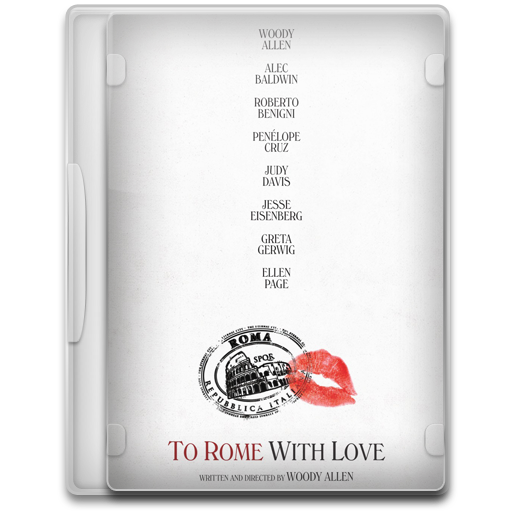 WOODY
ALLEN
ALEC
BALDWIN
ROBERTO
BENIGNI
PENÉLOPE
CRUZ
JUDY
DAVIS
JESSE
EISENBERG
GRETA
GERWIG
ELLEN
PAGE
ROMA
SPQR
REPUBBLICA ITALI
TO ROME WITH LOVE
WRITTEN AND DIRECTED BY WOODY ALLEN